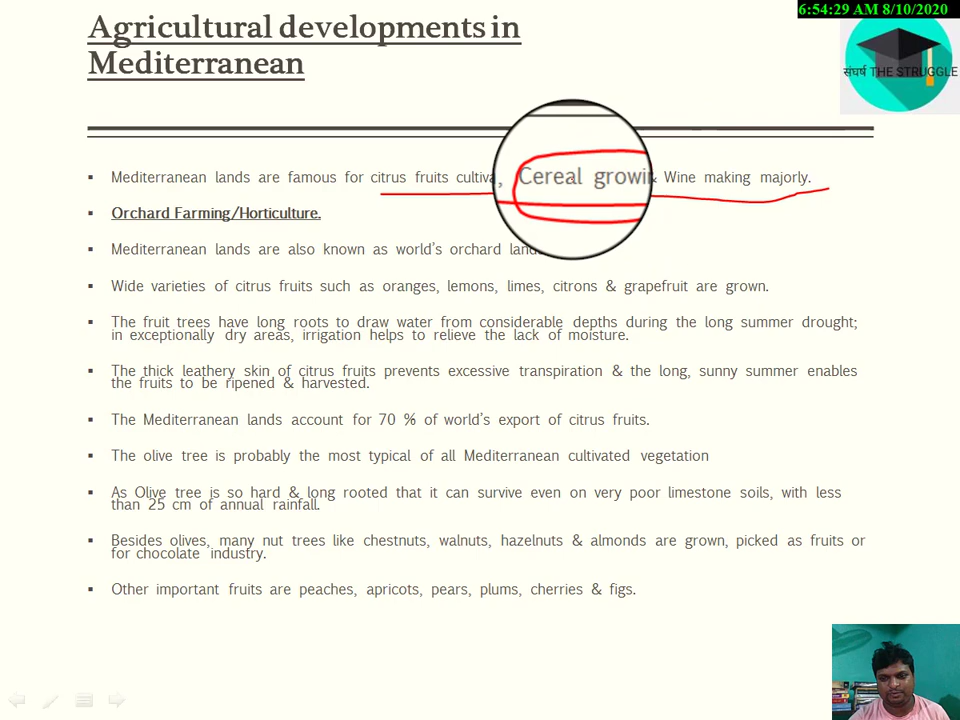 6:54:29 AM 8/10/2020
Agricultural developments in
Mediterranean
संघर्ष THE STRUGGLE
▪ Mediterranean lands are famous for citrus fruits , Cereal & Wine making majorly.
▪ Orchard Farming/Horticulture.
▪ Mediterranean lands are also known as world's orchard
▪ Wide varieties of citrus fruits such as oranges, lemons, limes, citrons & grapefruit are grown.
▪ The fruit trees have long roots to draw water from considerable depths during the long summer drought;
in exceptionally dry areas, irrigation helps to relieve the lack of moisture.
▪ The thick leathery skin of citrus fruits prevents excessive transpiration & the long, sunny summer enables
the fruits to be ripened & harvested.
▪ The Mediterranean lands account for 70 % of world's export of citrus fruits.
▪ The olive tree is probably the most typical of all Mediterranean cultivated vegetation
▪ As Olive tree is so hard & long rooted that it can survive even on very poor limestone soils, with less
than 25 cm of annual rainfall.
▪ Besides olives, many nut trees like chestnuts, walnuts, hazelnuts & almonds are grown, picked as fruits or
for chocolate industry.
▪ Other important fruits are peaches, apricots, pears, plums, cherries & figs.